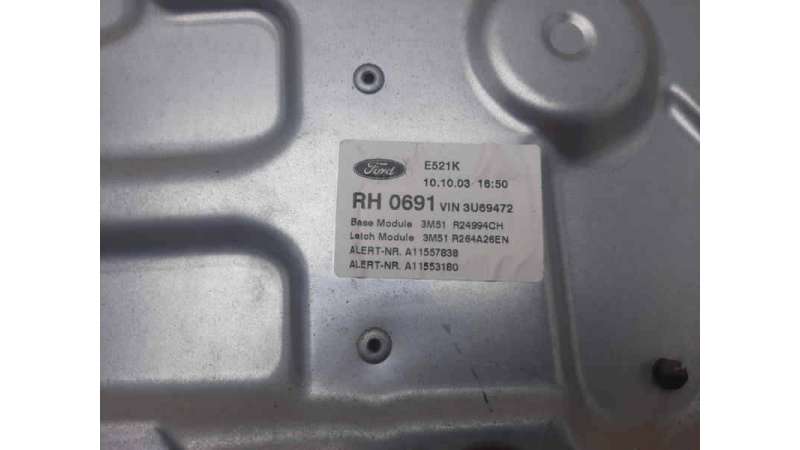 Ford
E521K
10.10.03 16:50
RH 0691 VIN 3U69472
Base Module 3M51 R24994CH
Latch Module 3M51 R264A26EN
ALERT-NR. A11557838
ALERT-NR. A11553180